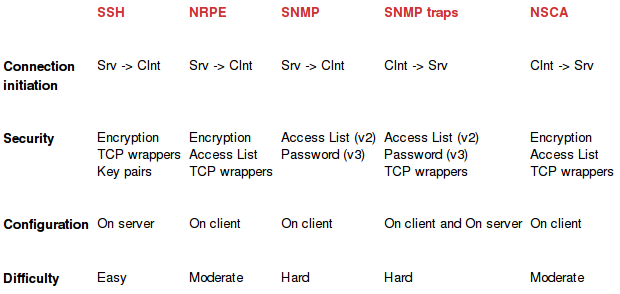 SSH NRPE SNMP SNMP traps NSCA
Connection initiation Srv -> Clnt Srv -> Clnt Srv -> Clnt Clnt -> Srv Clnt -> Srv
Security Encryption Encryption Access List (v2) Access List (v2) Encryption
TCP wrappers Access List Password (v3) Password (v3) Access List
Key pairs TCP wrappers TCP wrappers TCP wrappers
Configuration On server On client On client On client and On server On client
Difficulty Easy Moderate Hard Hard Moderate